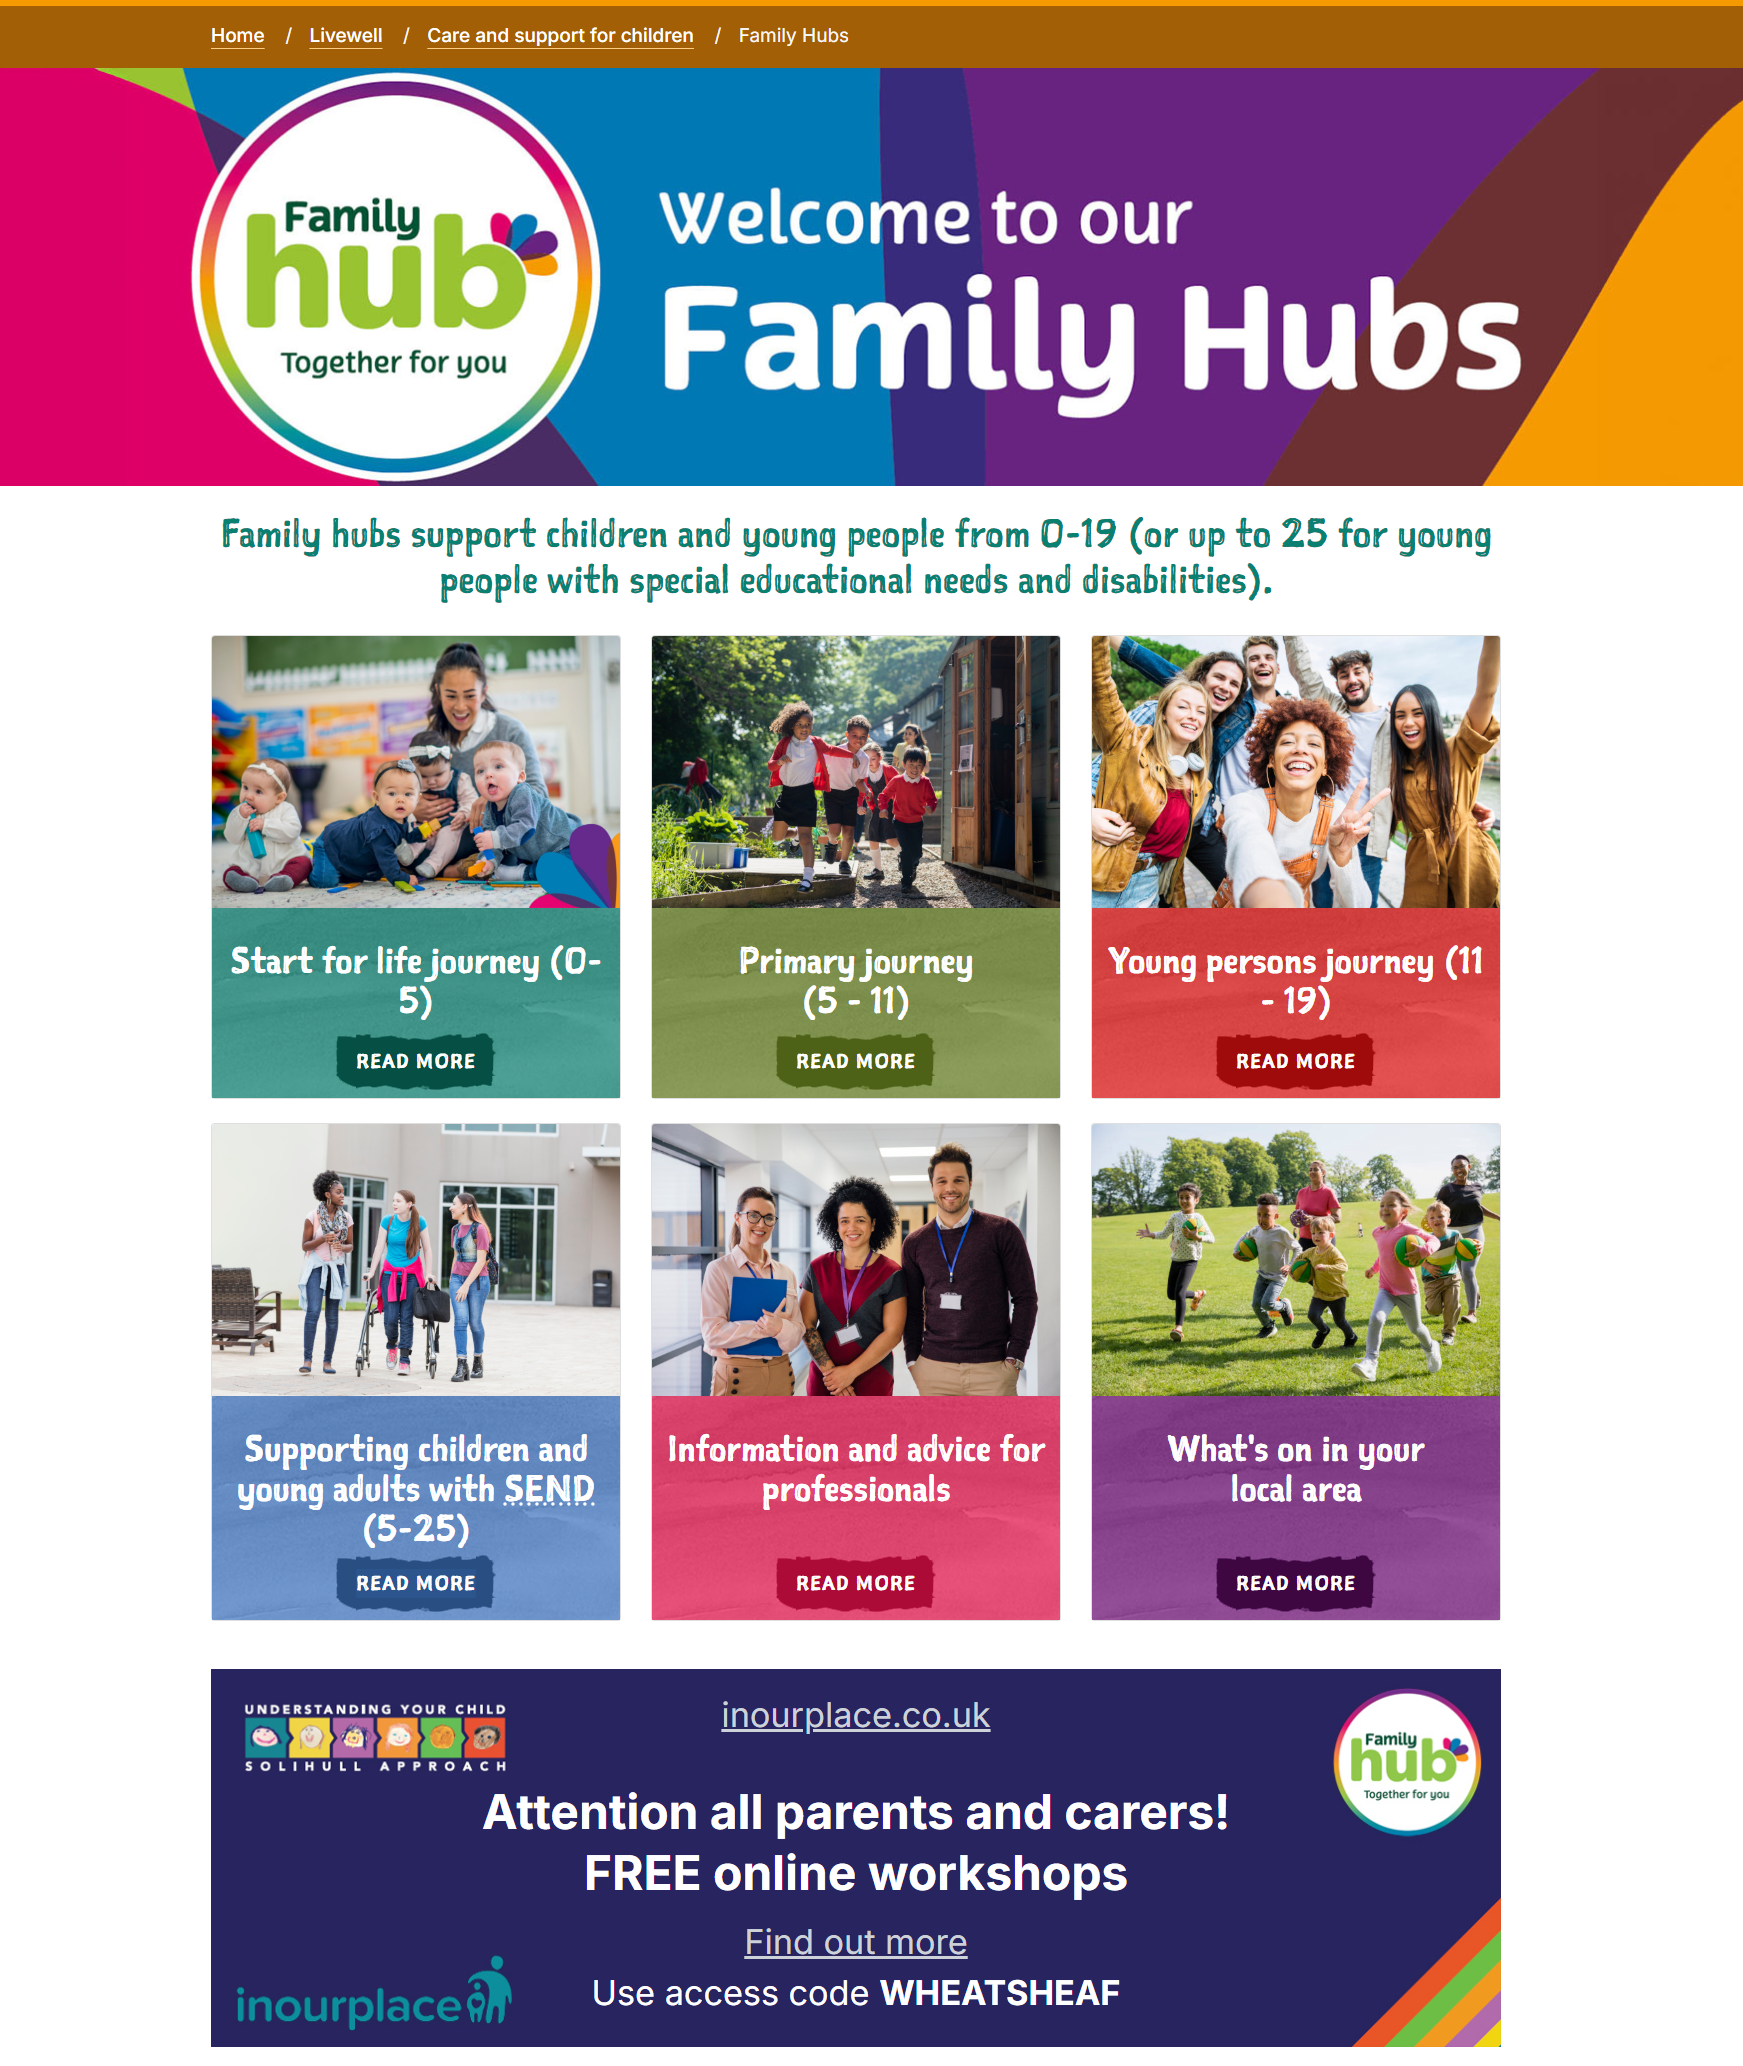 Home / Livewell / Care and support for children / Family Hubs
Family
hub
Together for you
Welcome to our
Family Hubs
Family hubs support children and young people from 0-19 (or up to 25 for young
people with special educational needs and disabilities).
Start for life journey (0-
5)
READ MORE
Primary journey
(5 - 11)
READ MORE
Young persons journey (11
- 19)
READ MORE
Supporting children and
young adults with SEND
(5-25)
READ MORE
Information and advice for
professionals
READ MORE
What's on in your
local area
READ MORE
UNDERSTANDING YOUR CHILD
SOLIHULL APPROACH
inourplace.co.uk
Family
hub
Together for you
Attention all parents and carers!
FREE online workshops
Find out more
Use access code WHEATSHEAF
inourplace